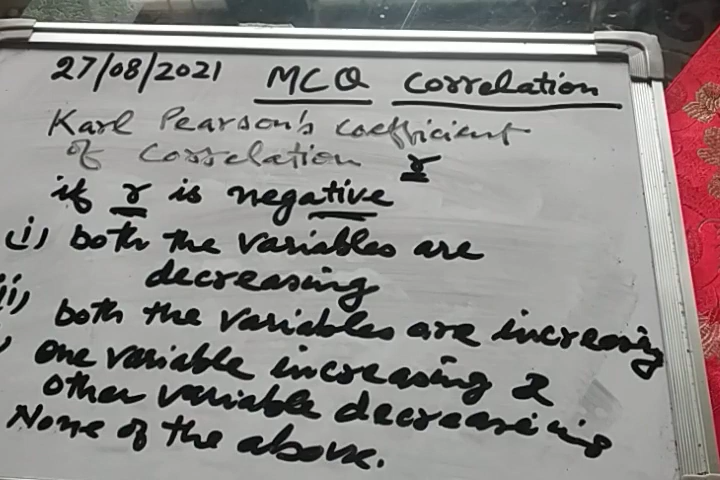 27/08/2021 MCQ Correlation
Karl Pearson's Coefficient
of Correlation r
if r is negative
(i) both the variables are
decreasing
ii) both the variables are increasing
one variable increasing &
other variable decreasing
None of the above.